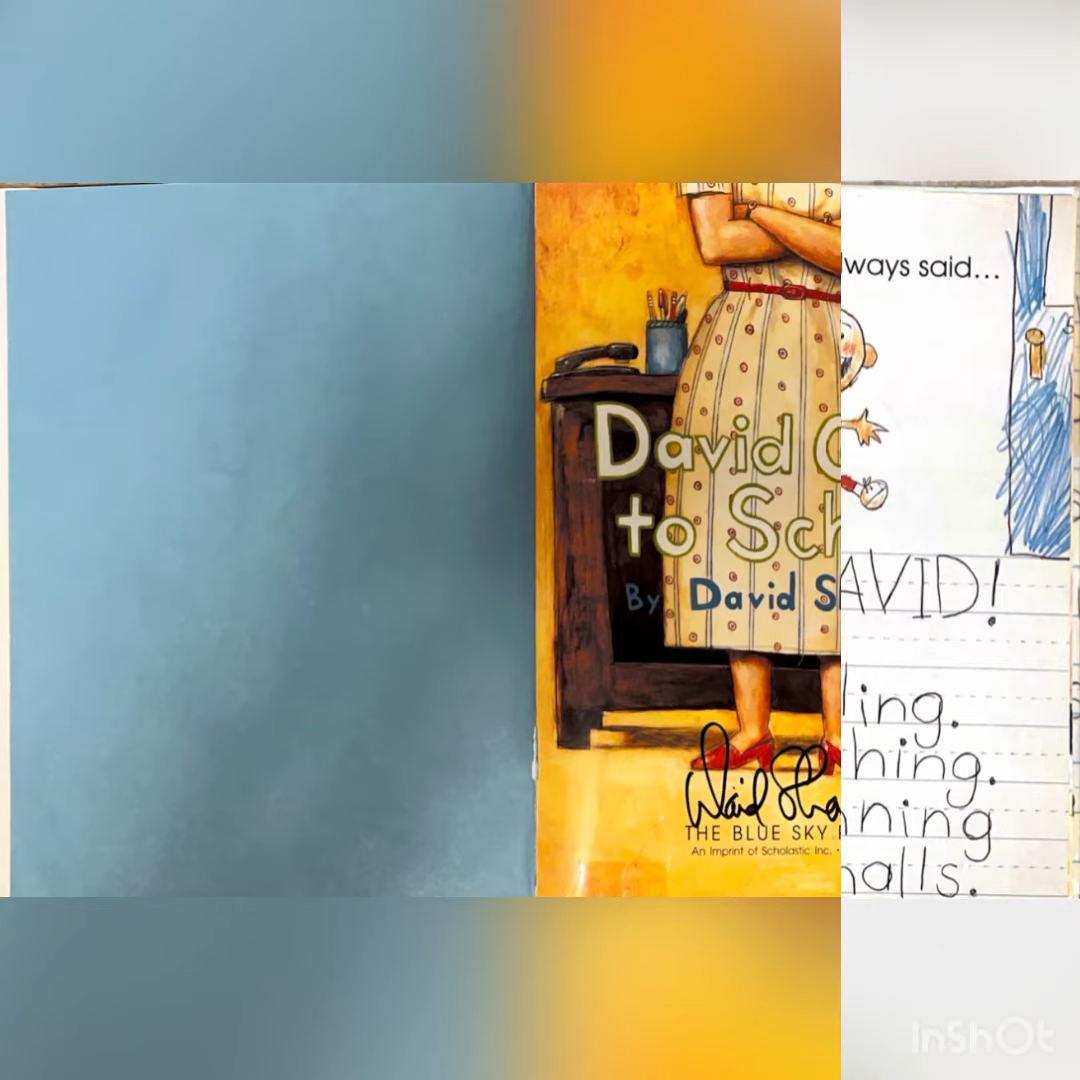 David G
to Sch
By David S
THE BLUE SKY
An Imprint of Scholastic Inc. •
ways said...
AVID!
ling.
hing.
nning
halls.
InShOt